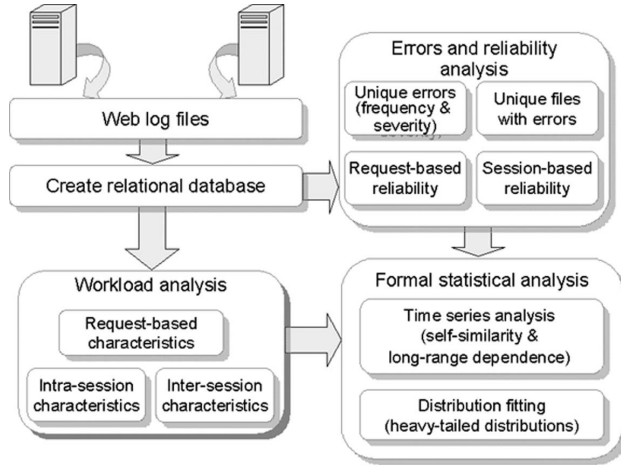 Web log files
Create relational database
Errors and reliability
analysis
Unique errors
(frequency &
severity)
Unique files
with errors
Request-based
reliability
Session-based
reliability
Workload analysis
Request-based
characteristics
Intra-session
characteristics
Inter-session
characteristics
Formal statistical analysis
Time series analysis
(self-similarity &
long-range dependence)
Distribution fitting
(heavy-tailed distributions)